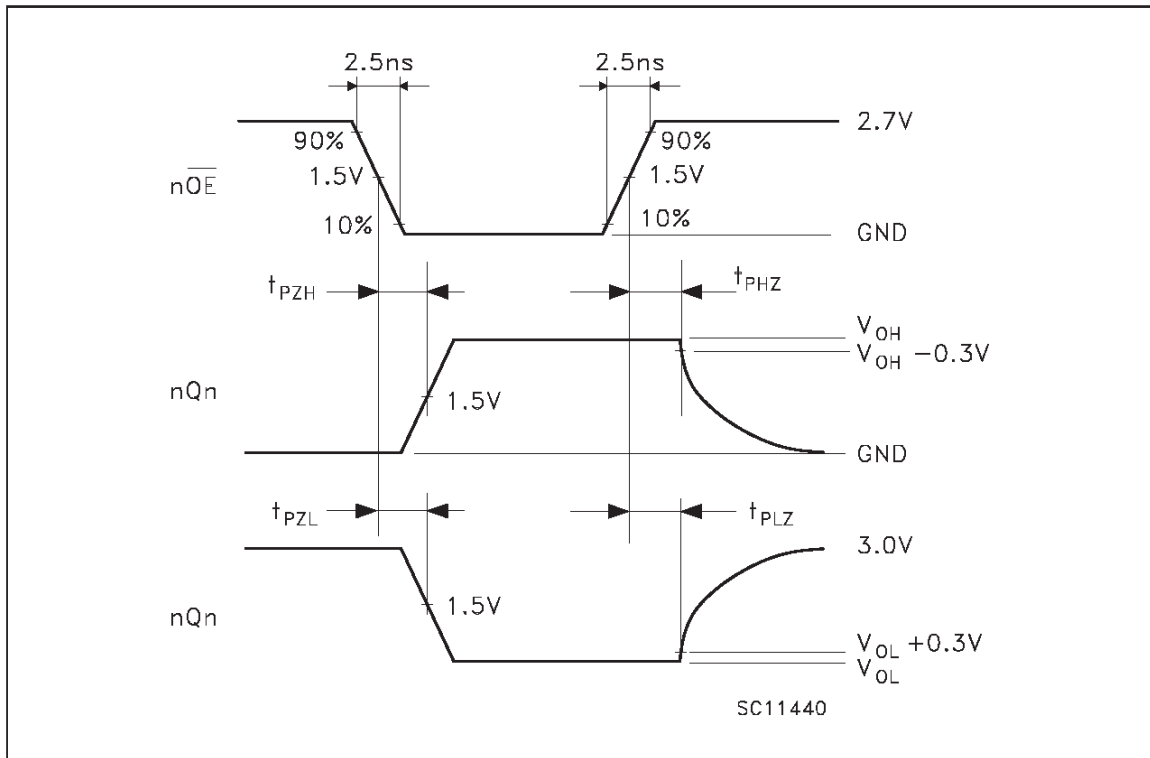 2.5ns 2.5ns
90% 90% 2.7V
nOE 1.5V 1.5V
10% 10% GND
tPZH tPHZ
VOH
VOH −0.3V
nQn 1.5V
GND
tPZL tPLZ
3.0V
nQn 1.5V
VOL +0.3V
VOL
SC11440